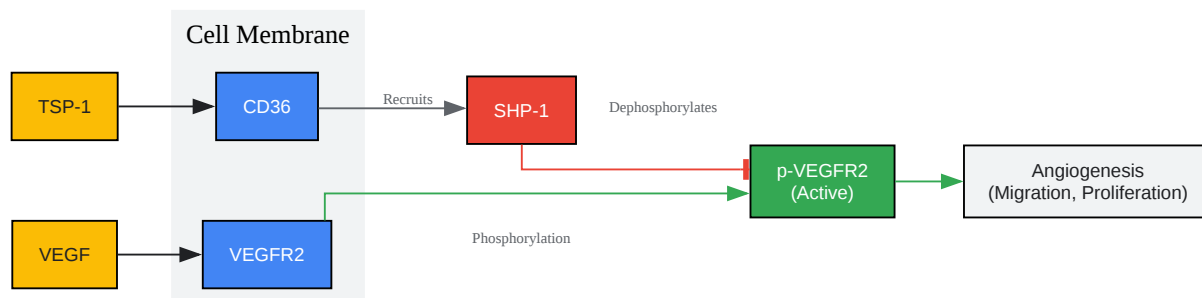 Cell Membrane
TSP-1
CD36
Recruits
SHP-1
Dephosphorylates
p-VEGFR2
(Active)
Angiogenesis
(Migration, Proliferation)
VEGF
VEGFR2
Phosphorylation